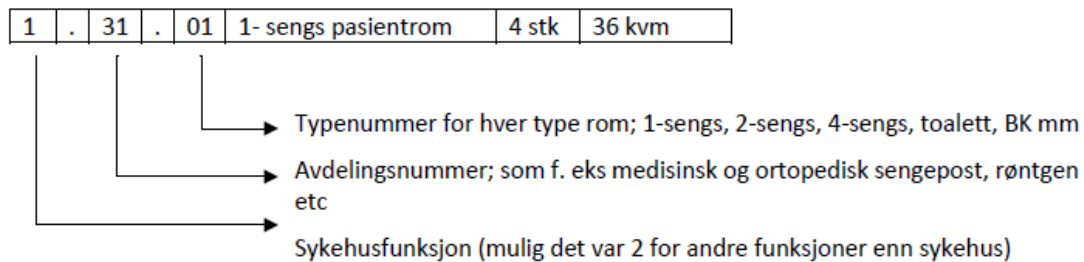 1 . 31 . 01 1- sengs pasientrom 4 stk 36 kvm
Typenummer for hver type rom; 1-sengs, 2-sengs, 4-sengs, toalett, BK mm
Avdelingsnummer; som f. eks medisinsk og ortopedisk sengepost, røntgen
etc
Sykehusfunksjon (mulig det var 2 for andre funksjoner enn sykehus)